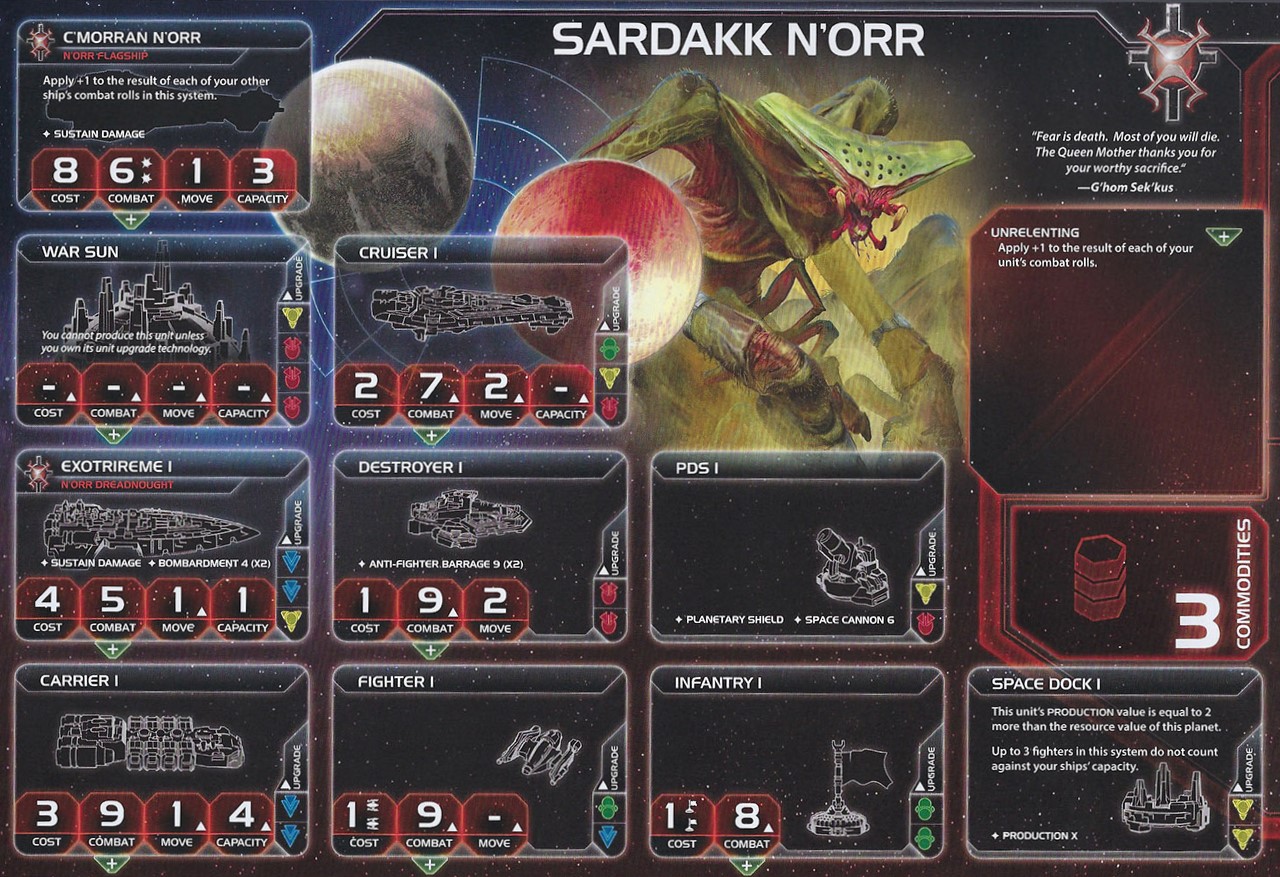 SARDAKK N'ORR
C'MORRAN N'ORR
N'ORR FLAGSHIP
Apply +1 to the result of each of your other
ship's combat rolls in this system.
✦ SUSTAIN DAMAGE
8 6 1 3
COST COMBAT MOVE CAPACITY
+
"Fear is death. Most of you will die.
The Queen Mother thanks you for
your worthy sacrifice."
—G'hom Sek'kus
UNRELENTING
+
Apply +1 to the result of each of your
unit's combat rolls.
WAR SUN
UPGRADE
You cannot produce this unit unless
you own its unit upgrade technology.
- - - -
COST COMBAT MOVE CAPACITY
+
CRUISER I
UPGRADE
2 7 2 -
COST COMBAT MOVE CAPACITY
+
EXOTRIREME I
N'ORR DREADNOUGHT
UPGRADE
✦ SUSTAIN DAMAGE ✦ BOMBARDMENT 4 (X2)
4 5 1 1
COST COMBAT MOVE CAPACITY
+
DESTROYER I
UPGRADE
✦ ANTI-FIGHTER BARRAGE 9 (X2)
1 9 2
COST COMBAT MOVE
+
PDS I
UPGRADE
✦ PLANETARY SHIELD ✦ SPACE CANNON 6
3
COMMODITIES
CARRIER I
UPGRADE
3 9 1 4
COST COMBAT MOVE CAPACITY
+
FIGHTER I
UPGRADE
1 9 -
COST COMBAT MOVE
+
INFANTRY I
UPGRADE
1 8
COST COMBAT
+
SPACE DOCK I
This unit's PRODUCTION value is equal to 2
more than the resource value of this planet.
Up to 3 fighters in this system do not count
against your ships' capacity.
UPGRADE
✦ PRODUCTION X